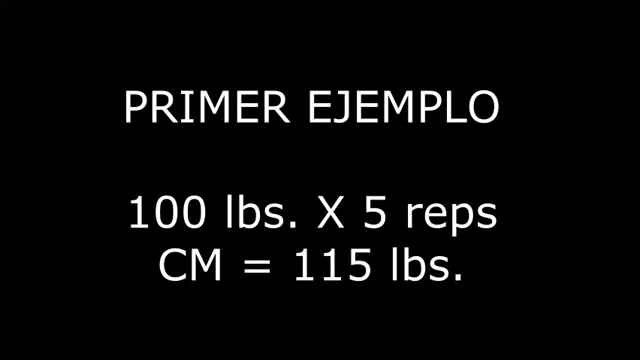 PRIMER EJEMPLO
100 lbs. X 5 reps
CM = 115 lbs.